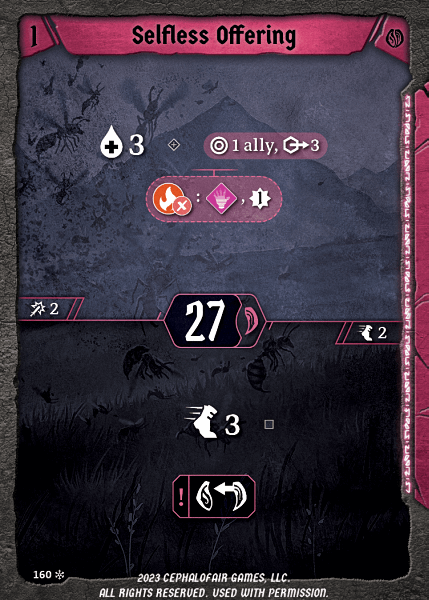 1 Selfless Offering
3 1 ally, 3
x : , 1
2
27
2
3
!
160
2023 CEPHALOFAIR GAMES, LLC.
ALL RIGHTS RESERVED. USED WITH PERMISSION.